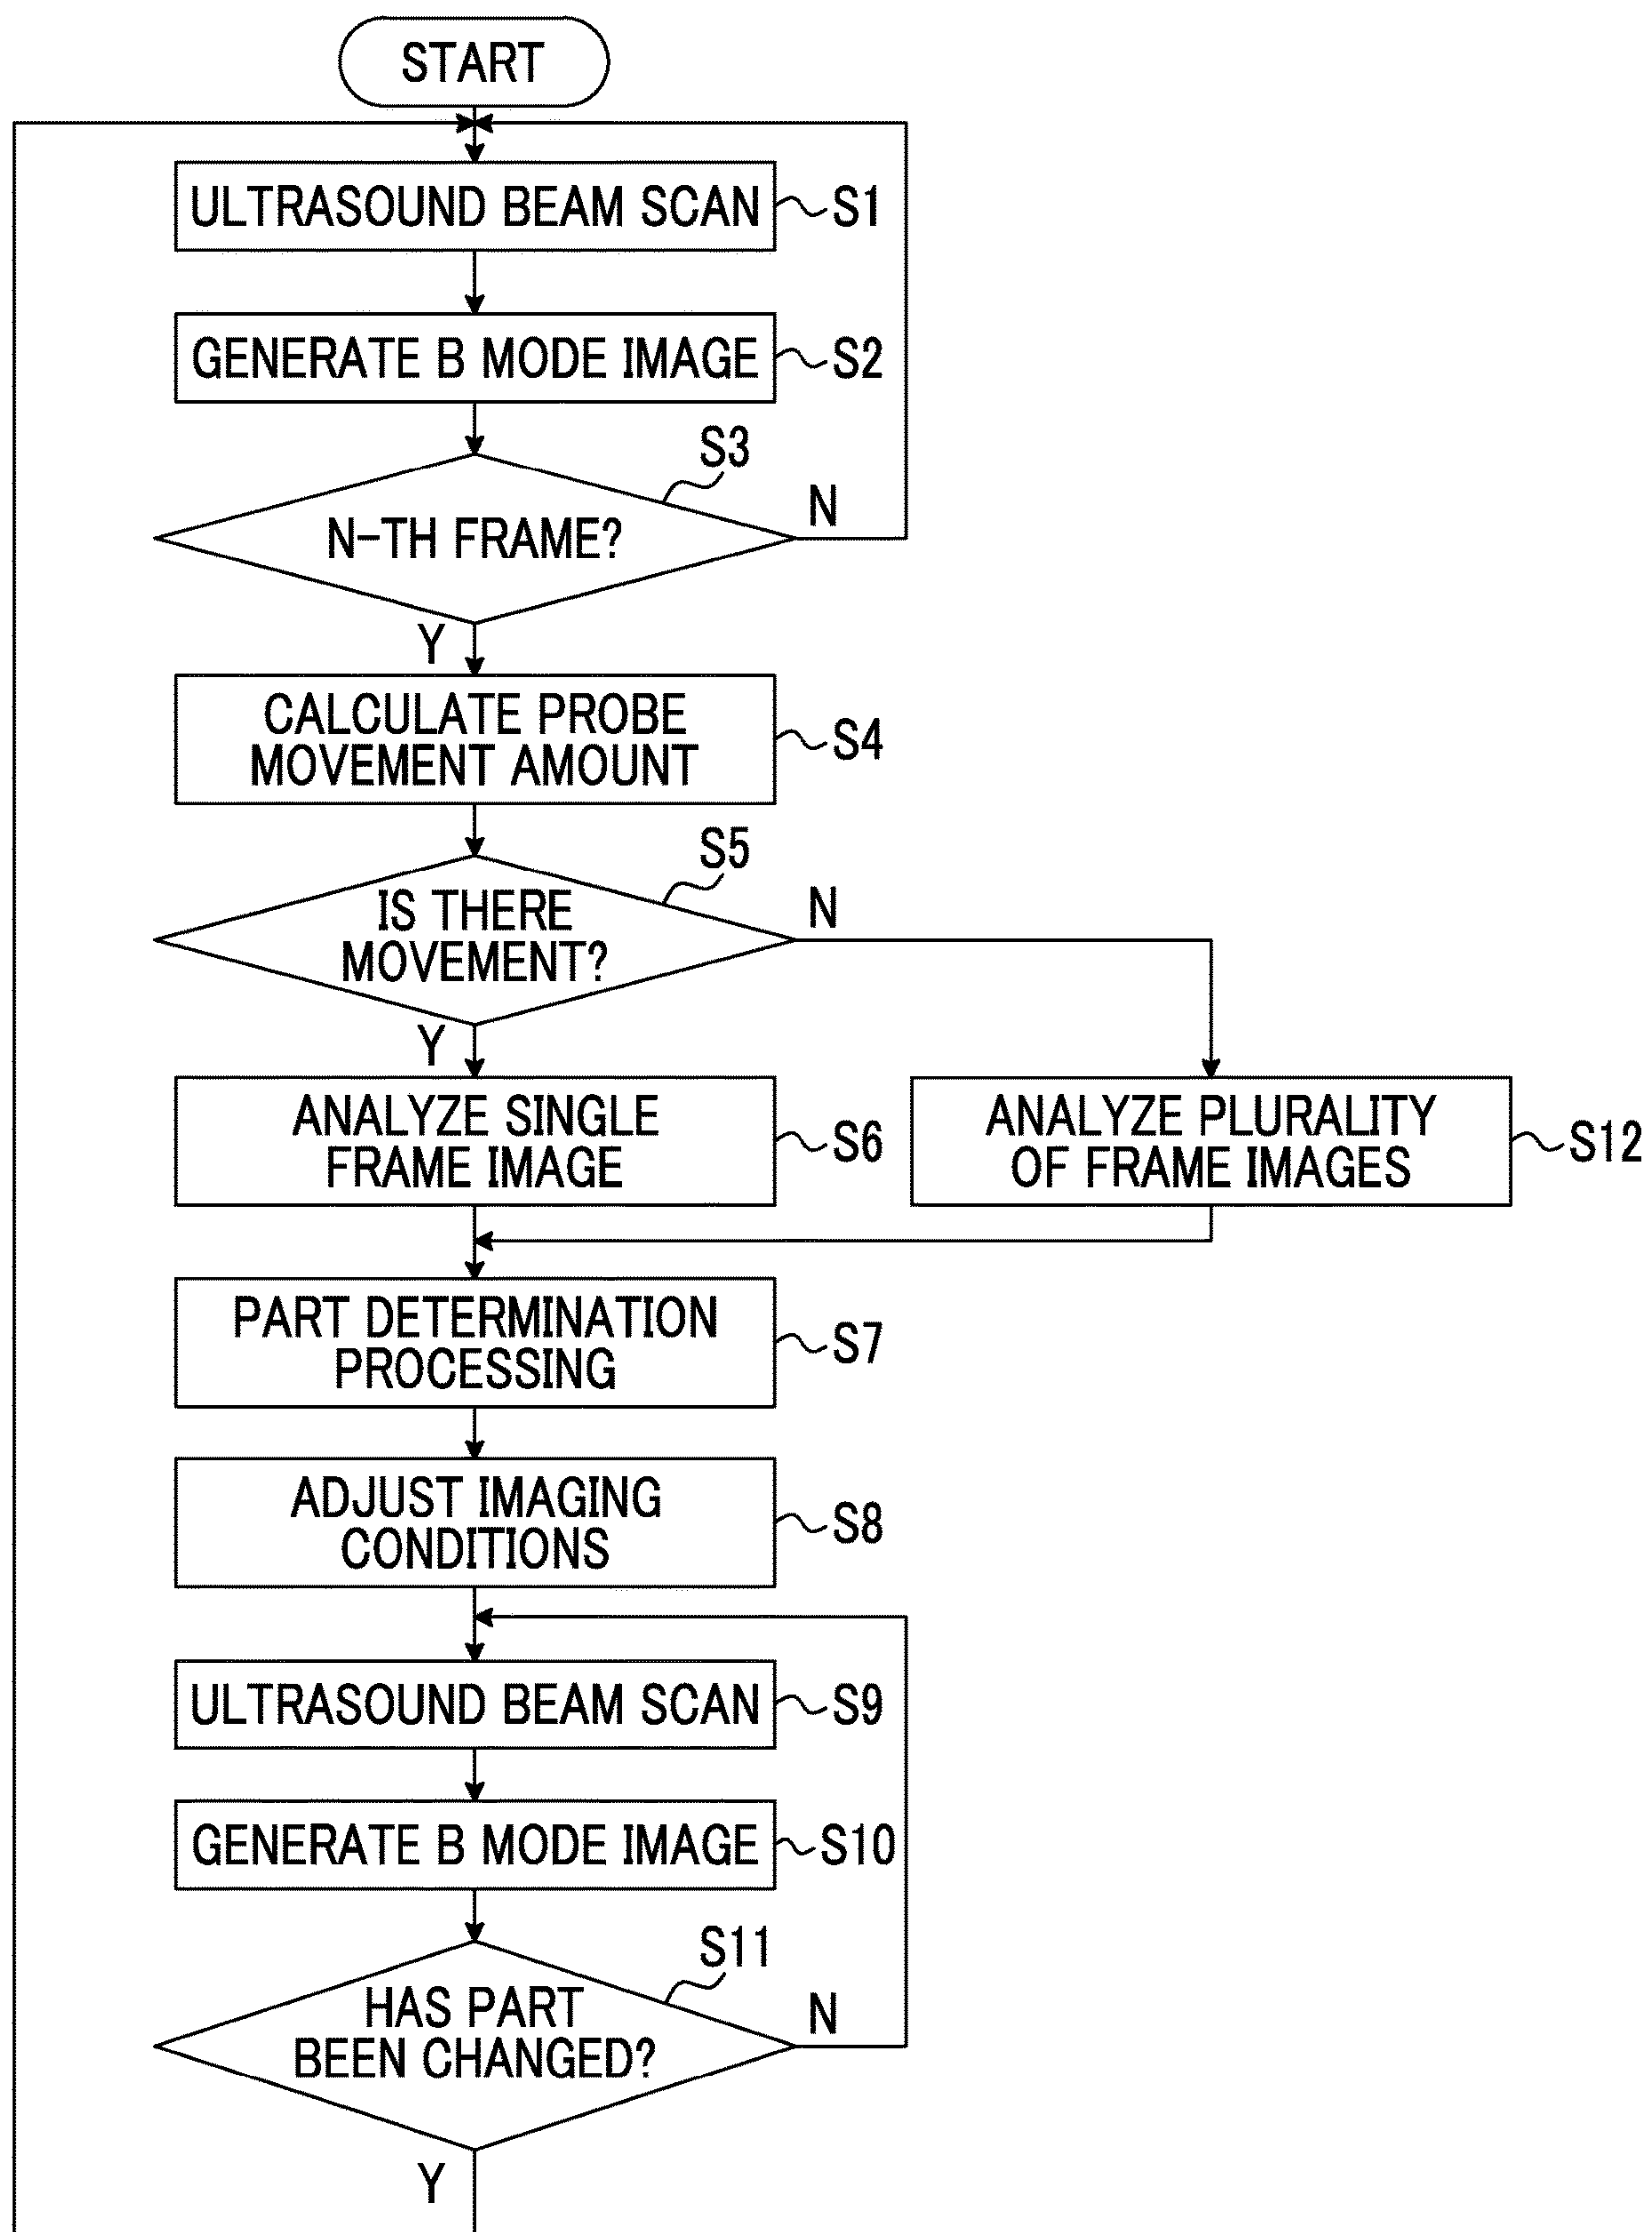 START
ULTRASOUND BEAM SCAN
S1
GENERATE B MODE IMAGE
S2
S3
N-TH FRAME?
N
Y
CALCULATE PROBE
MOVEMENT AMOUNT
S4
S5
IS THERE
MOVEMENT?
N
Y
ANALYZE SINGLE
FRAME IMAGE
S6
ANALYZE PLURALITY
OF FRAME IMAGES
S12
PART DETERMINATION
PROCESSING
S7
ADJUST IMAGING
CONDITIONS
S8
ULTRASOUND BEAM SCAN
S9
GENERATE B MODE IMAGE
S10
S11
HAS PART
BEEN CHANGED?
N
Y